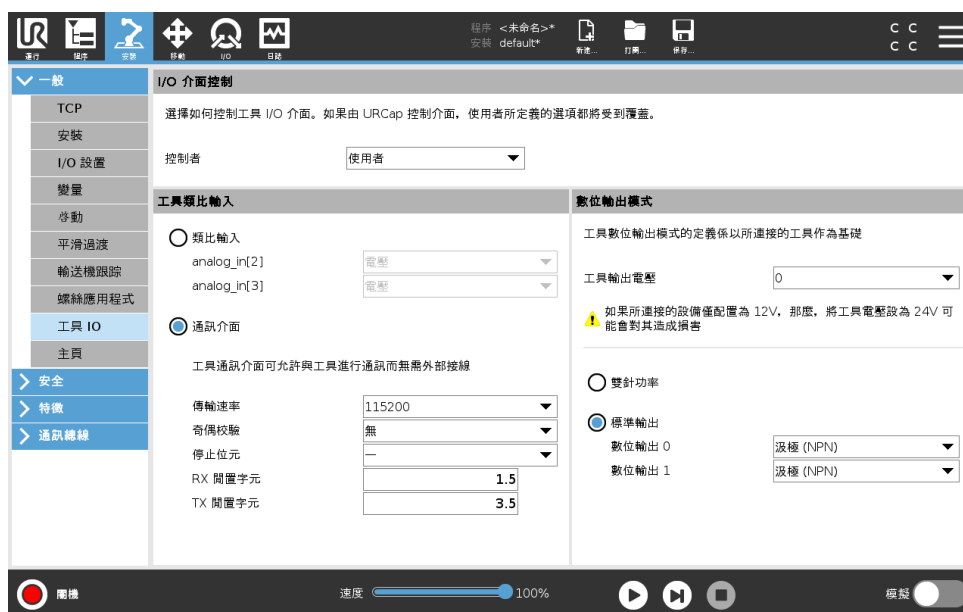 UR
運行
程序
安裝
移動
I/O
日誌
程序 <未命名>*
安裝 default*
新建...
打開...
保存...
C C
C C
一般
TCP
安裝
I/O 設置
變量
啓動
平滑過渡
輸送機跟踪
螺絲應用程式
工具 IO
主頁
安全
特徵
通訊總線
I/O 介面控制
選擇如何控制工具 I/O 介面。如果由 URCap 控制介面，使用者所定義的選項都將受到覆蓋。
控制者 使用者
工具類比輸入
類比輸入
analog_in[2] 電壓
analog_in[3] 電壓
通訊介面
工具通訊介面可允許與工具進行通訊而無需外部接線
傳輸速率 115200
奇偶校驗 無
停止位元 一
RX 閒置字元 1.5
TX 閒置字元 3.5
數位輸出模式
工具數位輸出模式的定義係以所連接的工具作為基礎
工具輸出電壓 0
如果所連接的設備僅配置為 12V，那麼，將工具電壓設為 24V 可
能會對其造成損害
雙針功率
標準輸出
數位輸出 0 汲極 (NPN)
數位輸出 1 汲極 (NPN)
關機
速度 100%
模擬